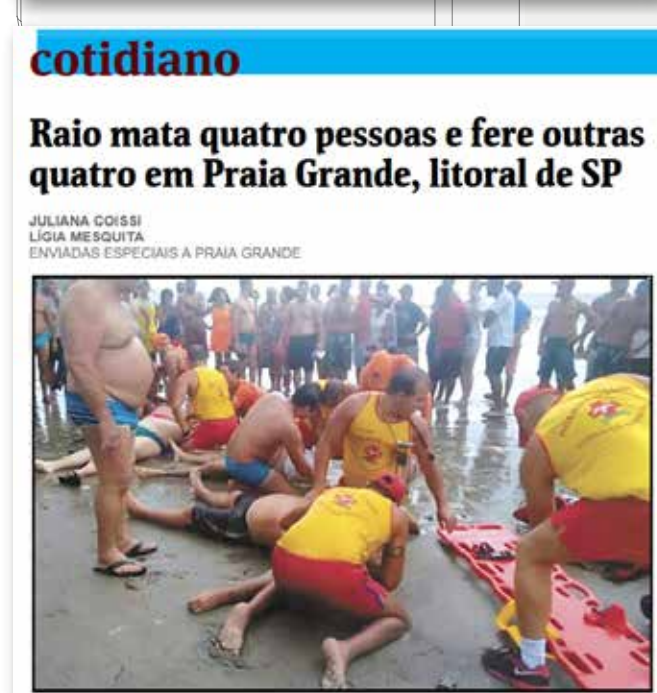 cotidiano
Raio mata quatro pessoas e fere outras
quatro em Praia Grande, litoral de SP
JULIANA COISSI
LÍGIA MESQUITA
ENVIADAS ESPECIAIS A PRAIA GRANDE